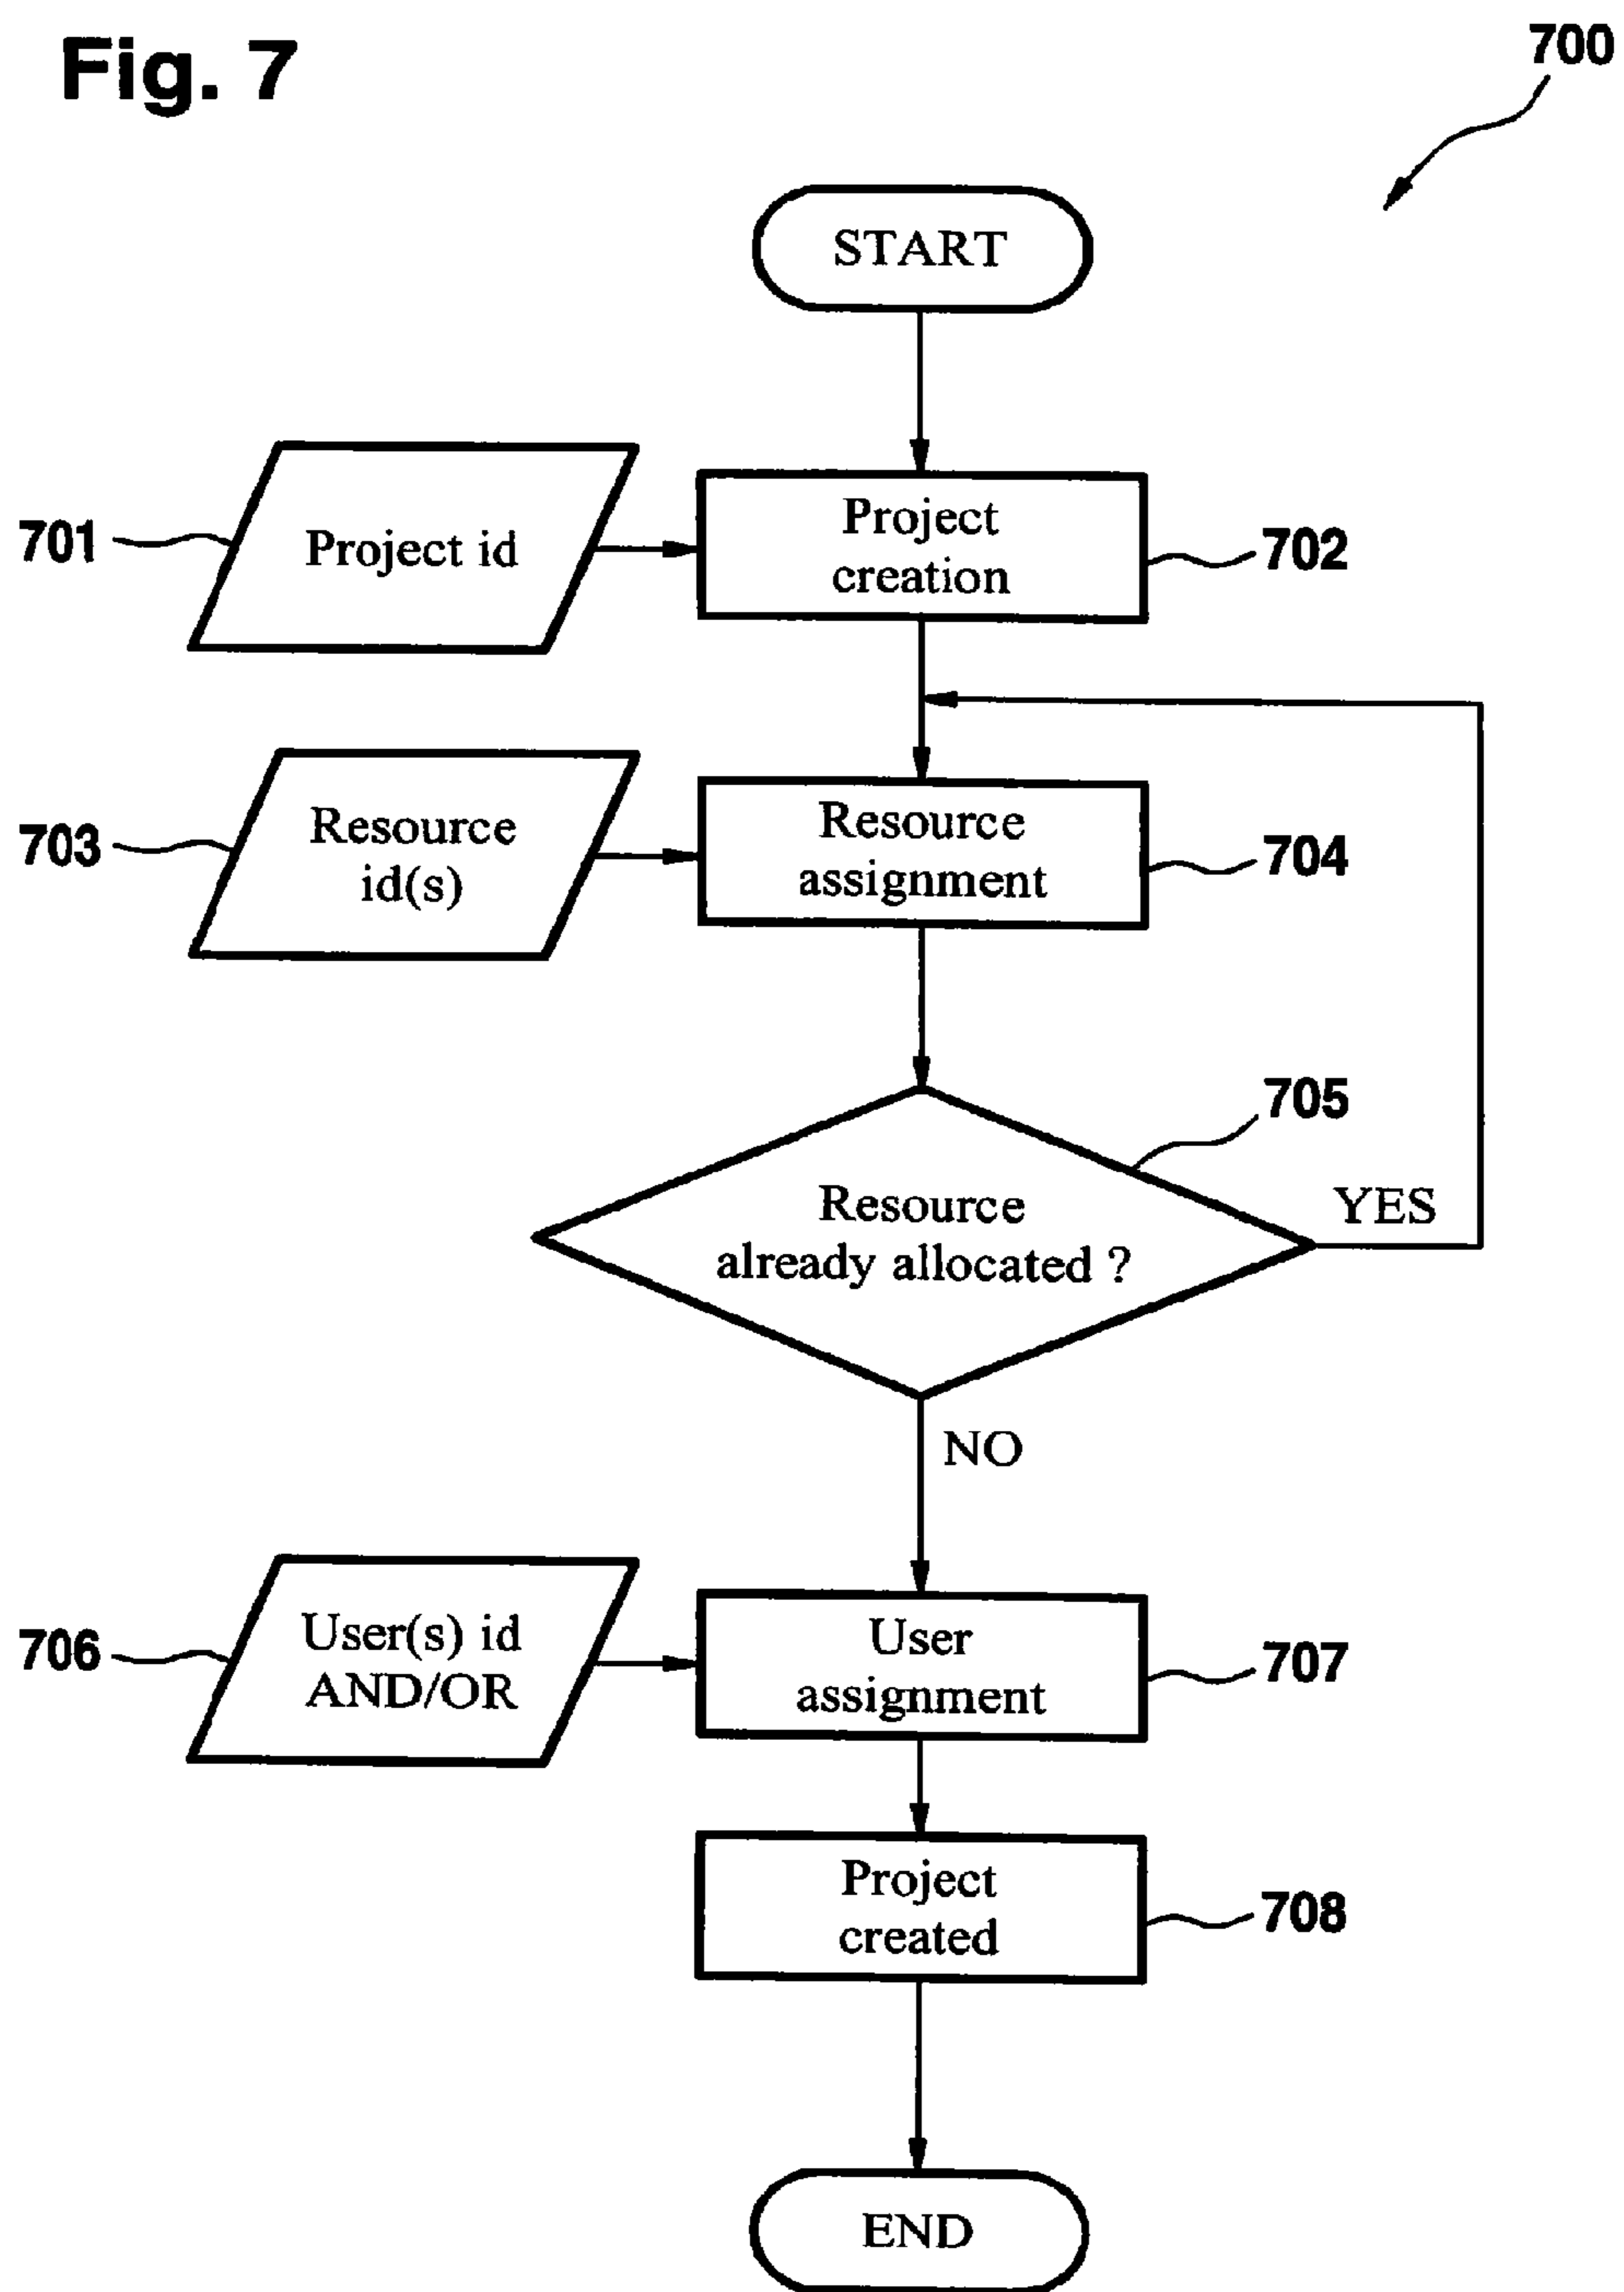 Fig. 7
700
START
701
Project id
Project
creation
702
703
Resource
id(s)
Resource
assignment
704
705
Resource
already allocated ?
YES
NO
706
User(s) id
AND/OR
User
assignment
707
Project
created
708
END